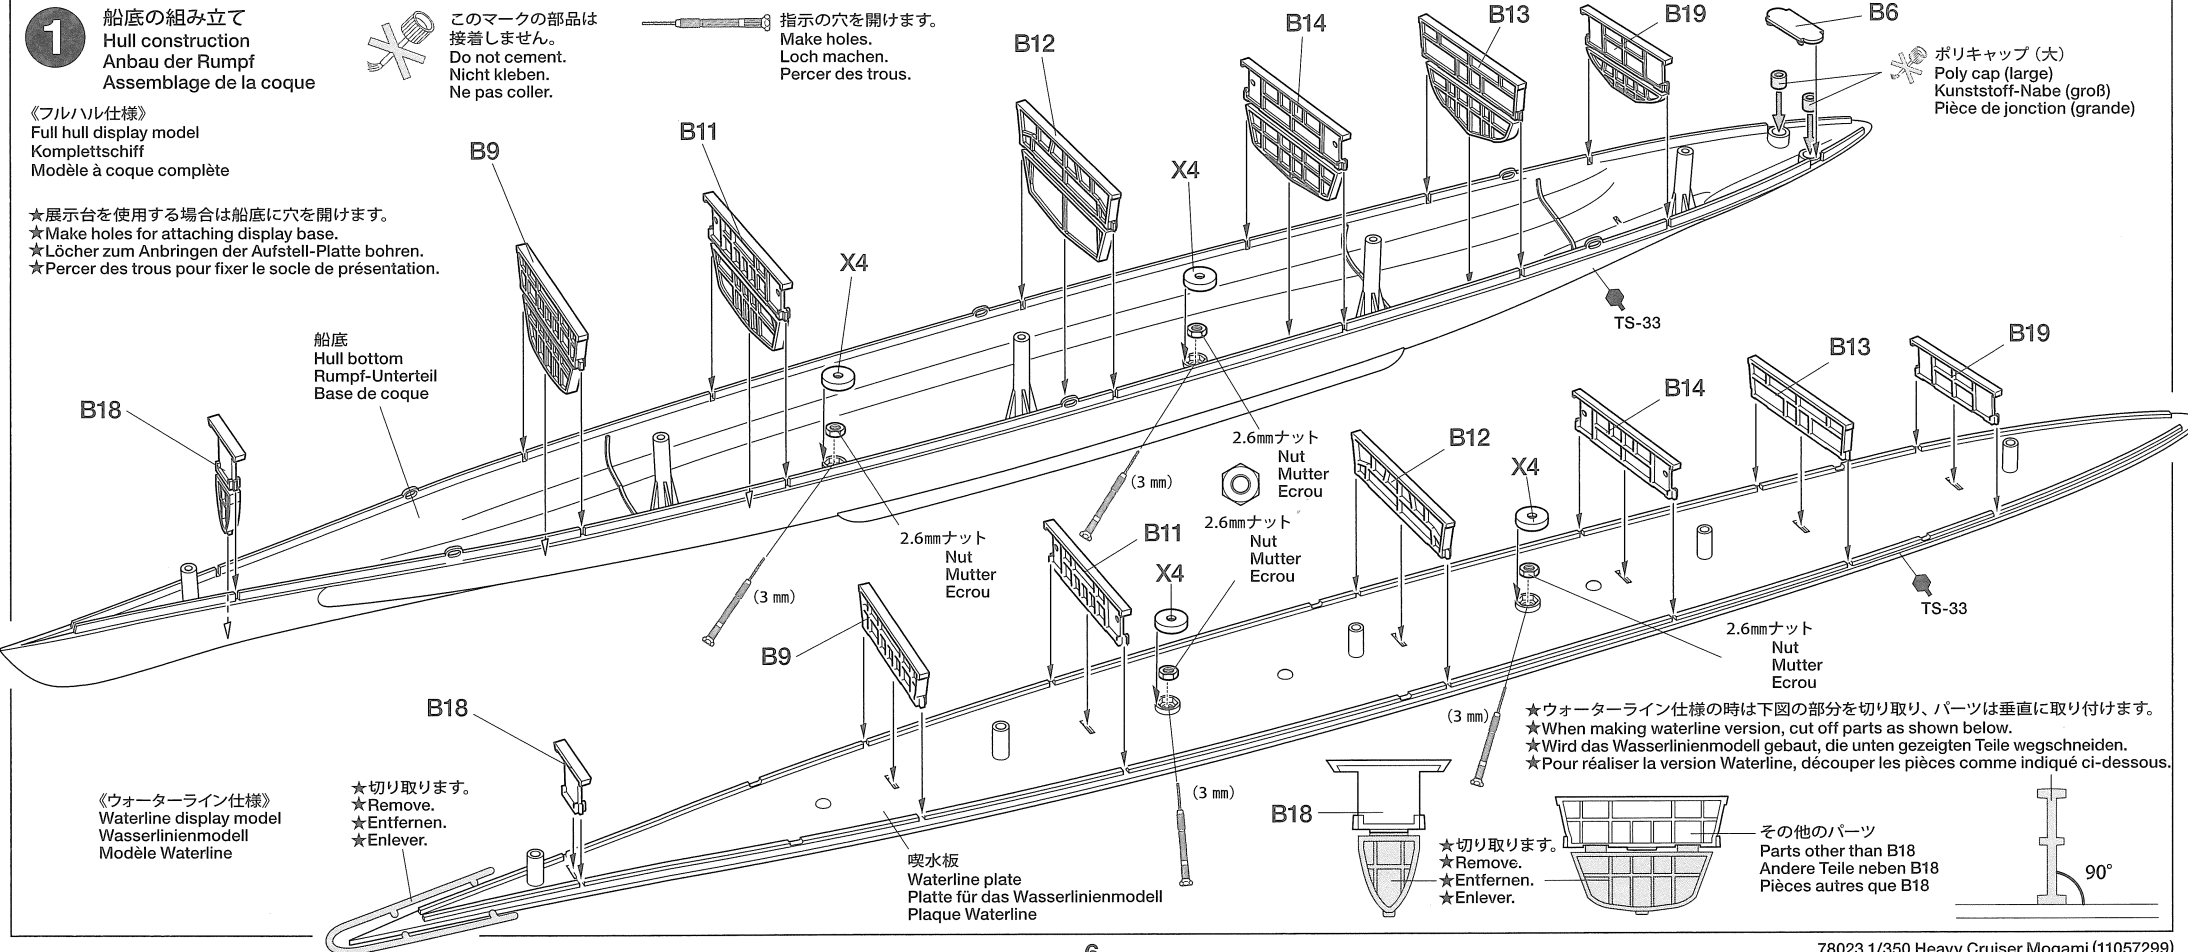 1
船底の組み立て
Hull construction
Anbau der Rumpf
Assemblage de la coque
このマークの部品は
接着しません。
Do not cement.
Nicht kleben.
Ne pas coller.
指示の穴を開けます。
Make holes.
Loch machen.
Percer des trous.
《フルハル仕様》
Full hull display model
Komplettschiff
Modèle à coque complète
★展示台を使用する場合は船底に穴を開けます。
★Make holes for attaching display base.
★Löcher zum Anbringen der Aufstell-Platte bohren.
★Percer des trous pour fixer le socle de présentation.
B9
B11
B12
B14
B13
B19
B6
ポリキャップ（大）
Poly cap (large)
Kunststoff-Nabe (groß)
Pièce de jonction (grande)
X4
X4
TS-33
船底
Hull bottom
Rumpf-Unterteil
Base de coque
B18
2.6mmナット
Nut
Mutter
Ecrou
(3 mm)
2.6mmナット
Nut
Mutter
Ecrou
(3 mm)
B19
B13
B14
B12
X4
B11
X4
B9
B18
2.6mmナット
Nut
Mutter
Ecrou
TS-33
2.6mmナット
Nut
Mutter
Ecrou
(3 mm)
(3 mm)
《ウォーターライン仕様》
Waterline display model
Wasserlinienmodell
Modèle Waterline
★切り取ります。
★Remove.
★Entfernen.
★Enlever.
喫水板
Waterline plate
Platte für das Wasserlinienmodell
Plaque Waterline
★ウォーターライン仕様の時は下図の部分を切り取り、パーツは垂直に取り付けます。
★When making waterline version, cut off parts as shown below.
★Wird das Wasserlinienmodell gebaut, die unten gezeigten Teile wegschneiden.
★Pour réaliser la version Waterline, découper les pièces comme indiqué ci-dessous.
B18
★切り取ります。
★Remove.
★Entfernen.
★Enlever.
その他のパーツ
Parts other than B18
Andere Teile neben B18
Pièces autres que B18
90°
6
78023 1/350 Heavy Cruiser Mogami (11057299)